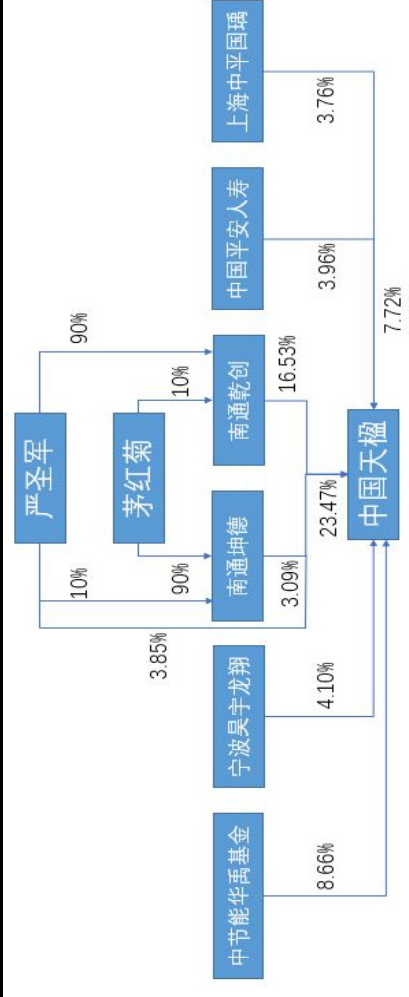 严圣军
茅红菊
10%
90%
90%
10%
3.85%
中节能华禹基金
宁波昊宇龙翔
南通坤德
南通乾创
中国平安人寿
上海中平国瑀
8.66%
4.10%
3.09%
16.53%
3.96%
3.76%
23.47%
7.72%
中国天楹